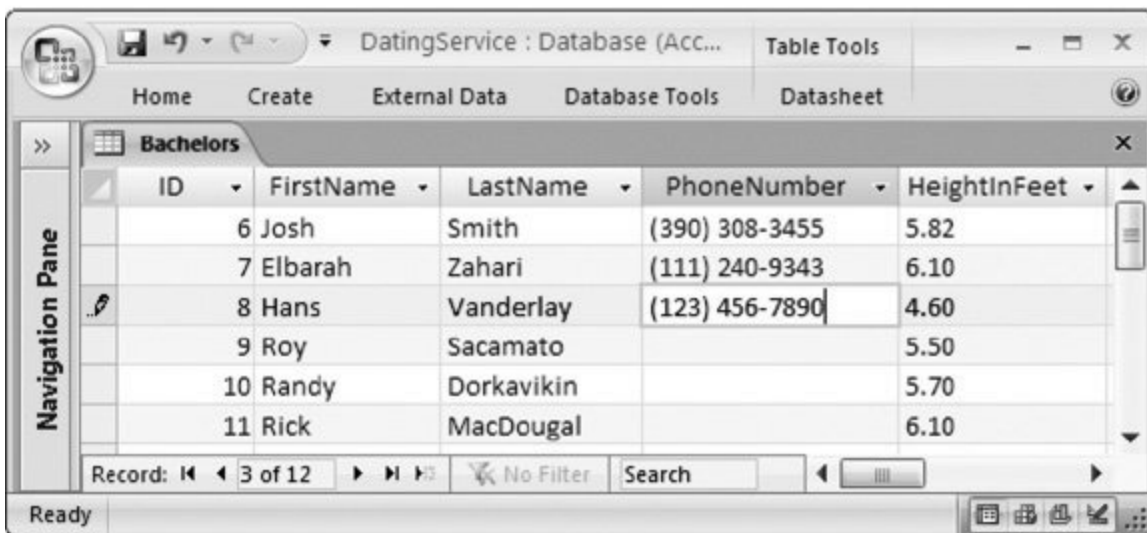 DatingService : Database (Acc... Table Tools
Home Create External Data Database Tools Datasheet
Bachelors
ID FirstName LastName PhoneNumber HeightInFeet
6 Josh Smith (390) 308-3455 5.82
7 Elbarah Zahari (111) 240-9343 6.10
8 Hans Vanderlay (123) 456-7890 4.60
9 Roy Sacamato 5.50
10 Randy Dorkavikin 5.70
11 Rick MacDougal 6.10
Navigation Pane
Record: 3 of 12 No Filter Search
Ready